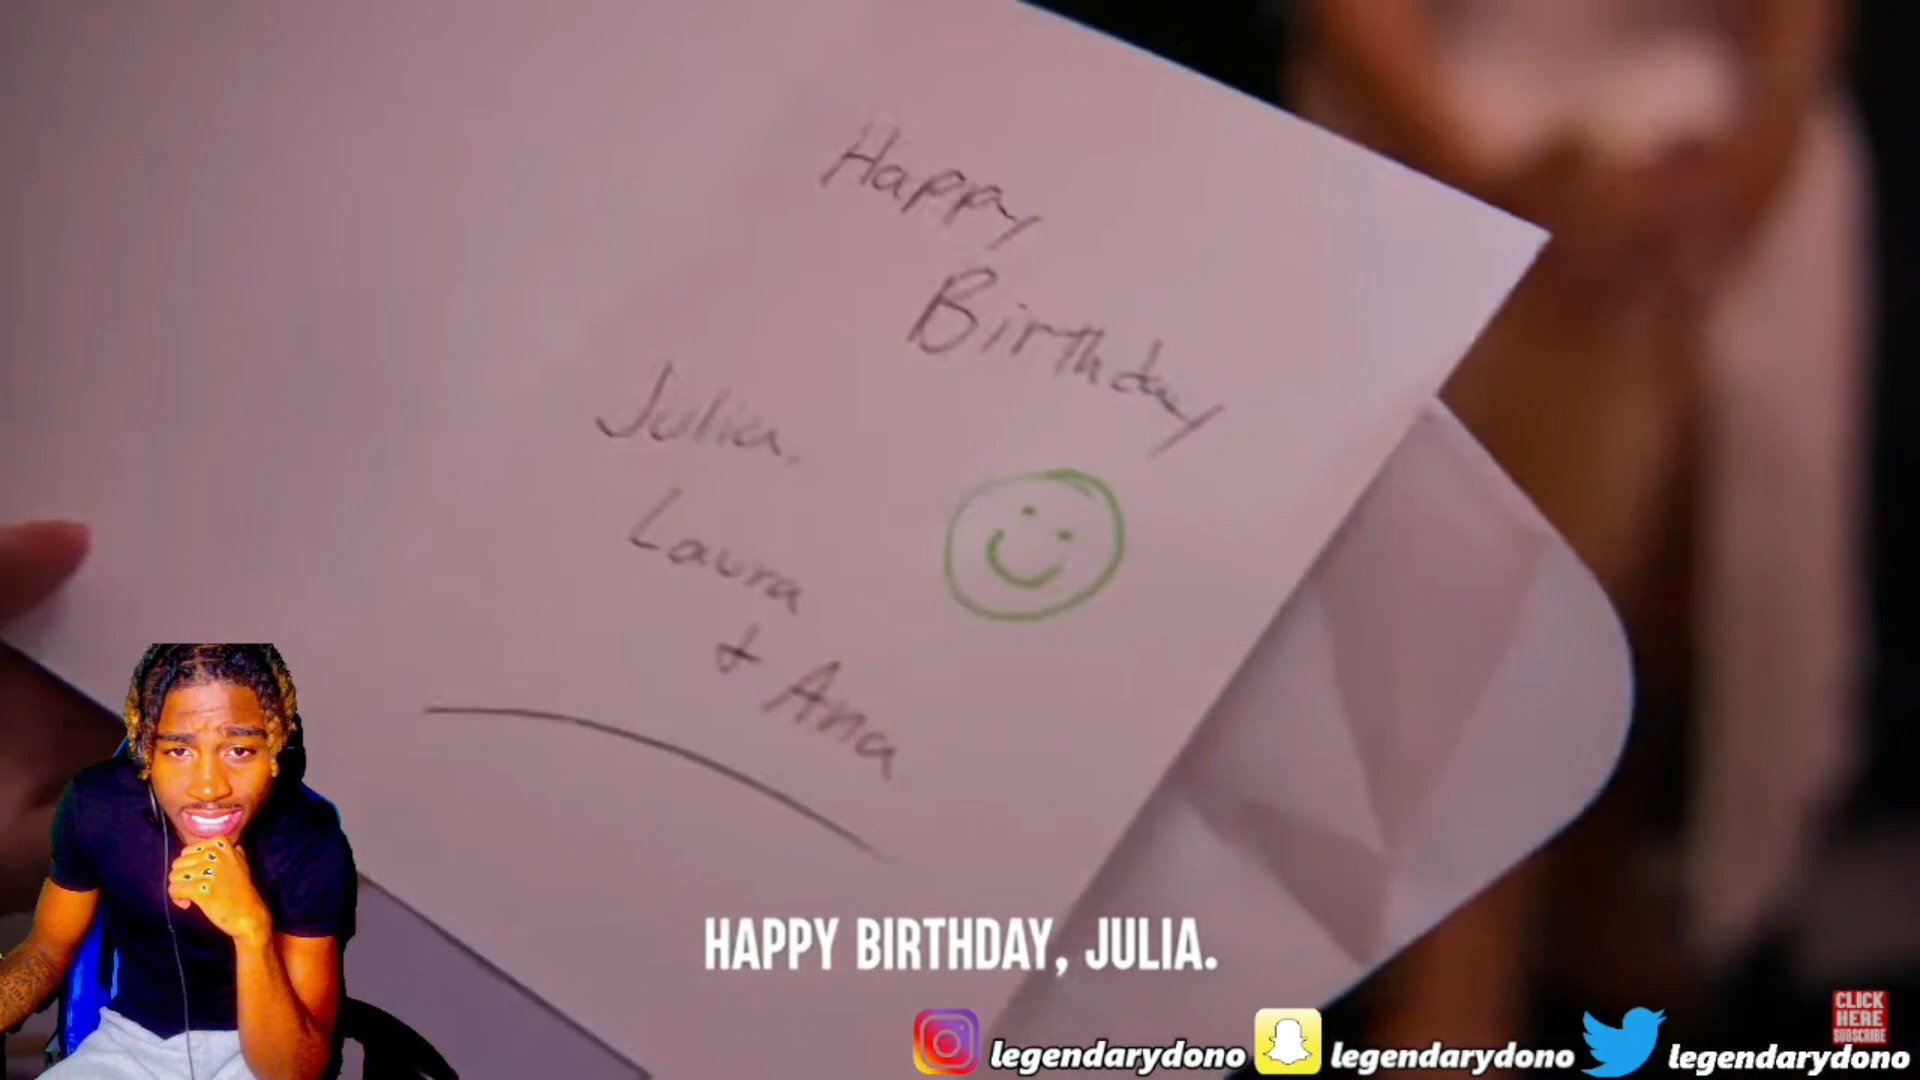 Happy
Birthday
Julia,
Laura
+ Ana
HAPPY BIRTHDAY, JULIA.
legendarydono
legendarydono
legendarydono
CLICK
HERE
SUBSCRIBE